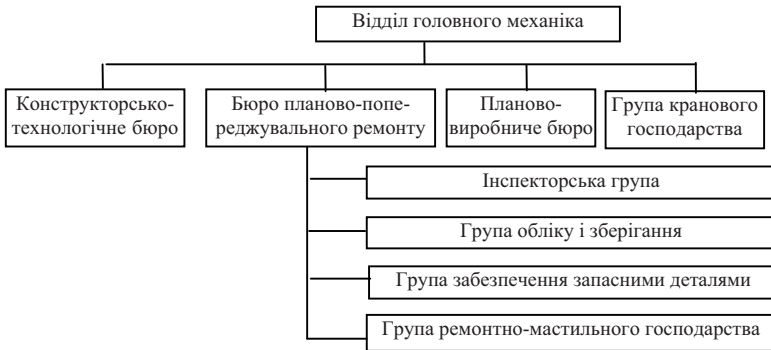 Відділ головного механіка
Конструкторсько-
технологічне бюро
Бюро планово-попе-
реджувального ремонту
Планово-
виробниче бюро
Група кранового
господарства
Інспекторська група
Група обліку і зберігання
Група забезпечення запасними деталями
Група ремонтно-мастильного господарства